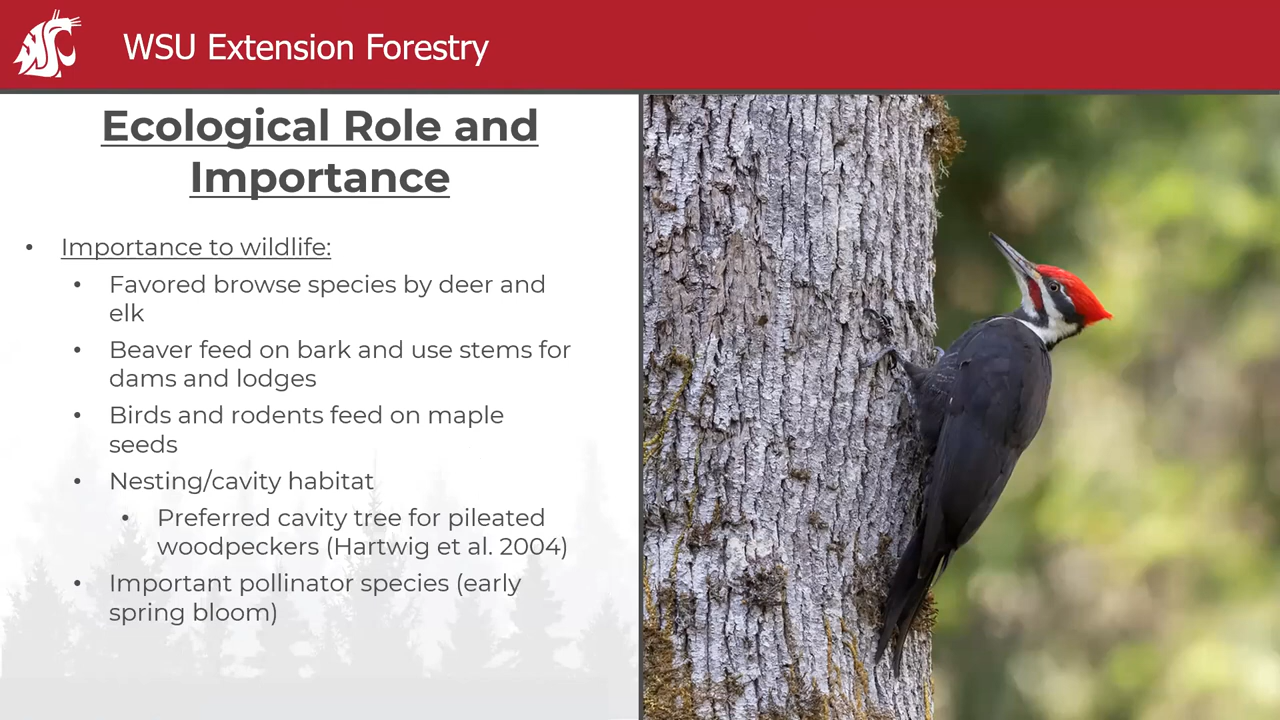 WSU Extension Forestry
Ecological Role and
Importance
• Importance to wildlife:
• Favored browse species by deer and
elk
• Beaver feed on bark and use stems for
dams and lodges
• Birds and rodents feed on maple
seeds
• Nesting/cavity habitat
• Preferred cavity tree for pileated
woodpeckers (Hartwig et al. 2004)
• Important pollinator species (early
spring bloom)